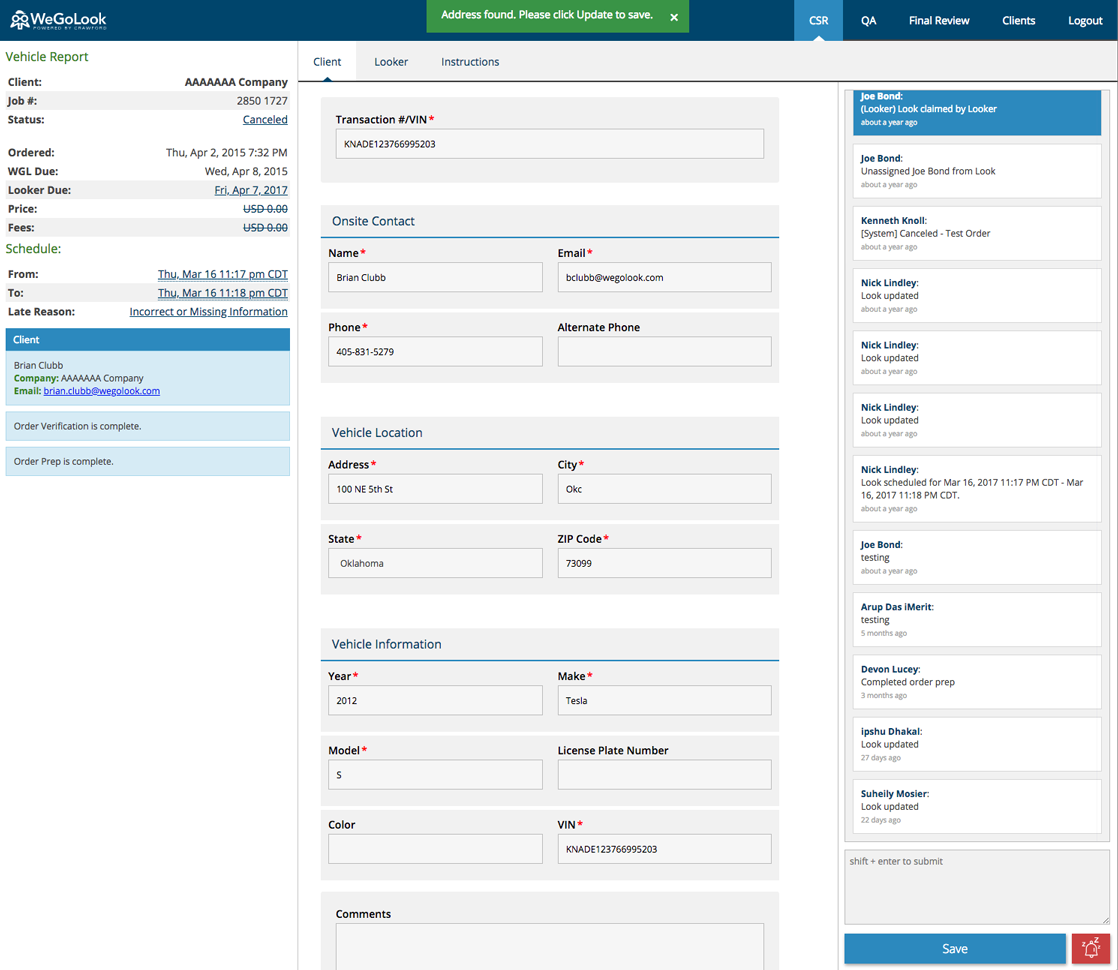 WeGoLook
POWERED BY CRAWFORD
Address found. Please click Update to save. ×
CSR
QA
Final Review
Clients
Logout
Vehicle Report
Client: AAAAAAA Company
Job #: 2850 1727
Status: Canceled
Ordered: Thu, Apr 2, 2015 7:32 PM
WGL Due: Wed, Apr 8, 2015
Looker Due: Fri, Apr 7, 2017
Price: USD 0.00
Fees: USD 0.00
Schedule:
From: Thu, Mar 16 11:17 pm CDT
To: Thu, Mar 16 11:18 pm CDT
Late Reason: Incorrect or Missing Information
Client
Brian Clubb
Company: AAAAAAA Company
Email: brian.clubb@wegolook.com
Order Verification is complete.
Order Prep is complete.
Client
Looker
Instructions
Transaction #/VIN*
KNADE123766995203
Onsite Contact
Name*
Email*
Brian Clubb
bclubb@wegolook.com
Phone*
Alternate Phone
405-831-5279
Vehicle Location
Address*
City*
100 NE 5th St
Okc
State*
ZIP Code*
Oklahoma
73099
Vehicle Information
Year*
Make*
2012
Tesla
Model*
License Plate Number
S
Color
VIN*
KNADE123766995203
Comments
Joe Bond:
(Looker) Look claimed by Looker
about a year ago
Joe Bond:
Unassigned Joe Bond from Look
about a year ago
Kenneth Knoll:
[System] Canceled - Test Order
about a year ago
Nick Lindley:
Look updated
about a year ago
Nick Lindley:
Look updated
about a year ago
Nick Lindley:
Look updated
about a year ago
Nick Lindley:
Look scheduled for Mar 16, 2017 11:17 PM CDT - Mar
16, 2017 11:18 PM CDT.
about a year ago
Joe Bond:
testing
about a year ago
Arup Das iMerit:
testing
5 months ago
Devon Lucey:
Completed order prep
3 months ago
ipshu Dhakal:
Look updated
27 days ago
Suheily Mosier:
Look updated
22 days ago
shift + enter to submit
Save